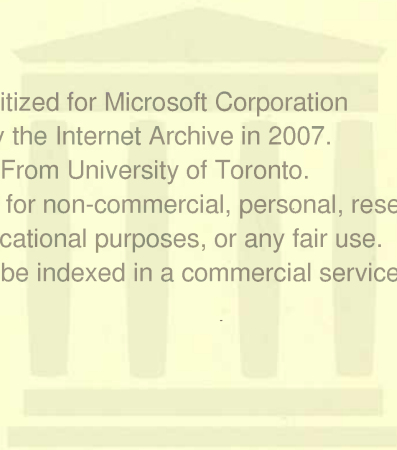 itized for Microsoft Corporation
y the Internet Archive in 2007.
From University of Toronto.
for non-commercial, personal, rese
cational purposes, or any fair use.
be indexed in a commercial service